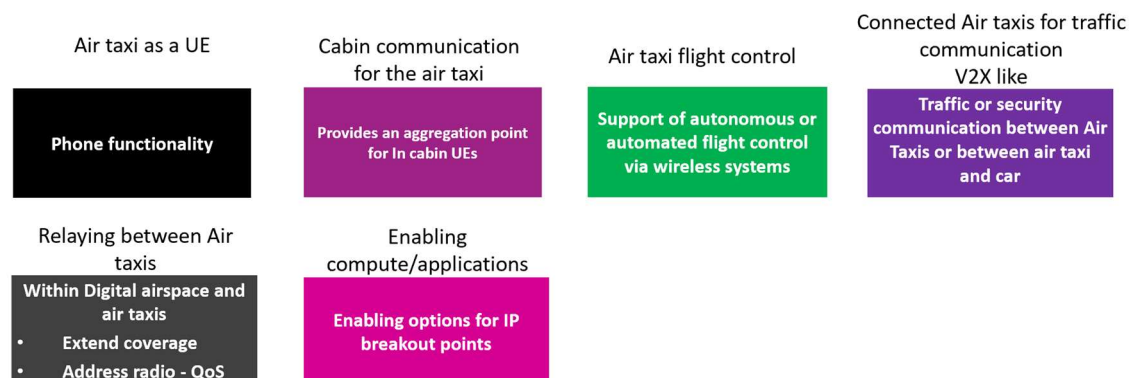 Air taxi as a UE
Phone functionality
Cabin communication
for the air taxi
Provides an aggregation point
for In cabin UEs
Air taxi flight control
Support of autonomous or
automated flight control
via wireless systems
Connected Air taxis for traffic
communication
V2X like
Traffic or security
communication between Air
Taxis or between air taxi
and car
Relaying between Air
taxis
Within Digital airspace and
air taxis
• Extend coverage
• Address radio - QoS
Enabling
compute/applications
Enabling options for IP
breakout points